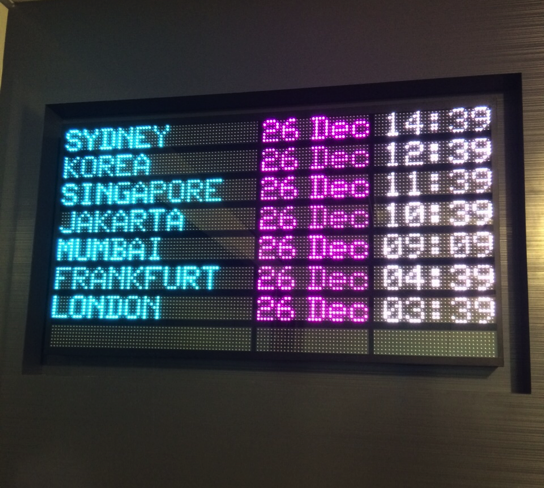 SYDNEY 26 Dec 14:39
KOREA 26 Dec 12:39
SINGAPORE 26 Dec 11:39
JAKARTA 26 Dec 10:39
MUMBAI 26 Dec 09:09
FRANKFURT 26 Dec 04:39
LONDON 26 Dec 03:39